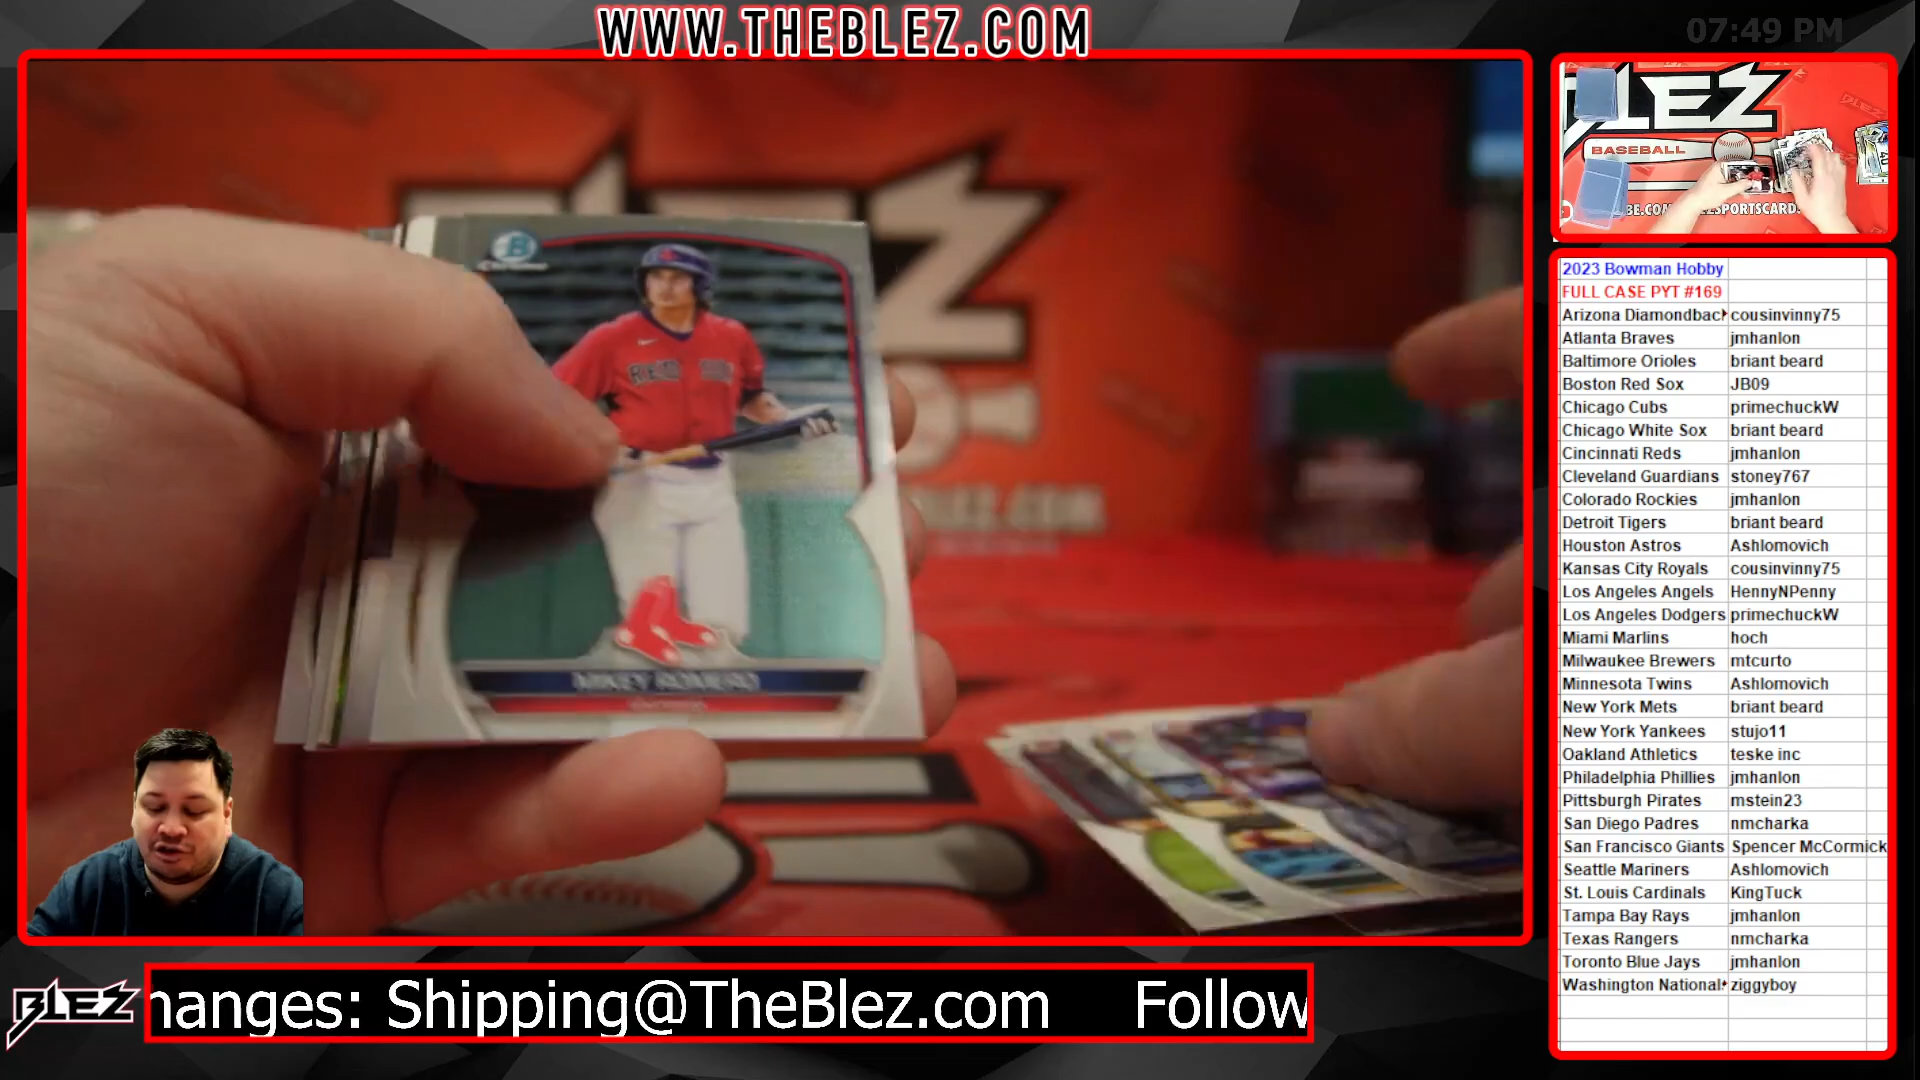 WWW.THEBLEZ.COM
07:49 PM
BLEZ
BASEBALL
RED SOX
MIKEY ROMERO
2023 Bowman Hobby
FULL CASE PYT #169
Arizona Diamondbac cousinvinny75
Atlanta Braves jmhanlon
Baltimore Orioles briant beard
Boston Red Sox JB09
Chicago Cubs primechuckW
Chicago White Sox briant beard
Cincinnati Reds jmhanlon
Cleveland Guardians stoney767
Colorado Rockies jmhanlon
Detroit Tigers briant beard
Houston Astros Ashlomovich
Kansas City Royals cousinvinny75
Los Angeles Angels HennyNPenny
Los Angeles Dodgers primechuckW
Miami Marlins hoch
Milwaukee Brewers mtcurto
Minnesota Twins Ashlomovich
New York Mets briant beard
New York Yankees stujo11
Oakland Athletics teske inc
Philadelphia Phillies jmhanlon
Pittsburgh Pirates mstein23
San Diego Padres nmcharka
San Francisco Giants Spencer McCormick
Seattle Mariners Ashlomovich
St. Louis Cardinals KingTuck
Tampa Bay Rays jmhanlon
Texas Rangers nmcharka
Toronto Blue Jays jmhanlon
Washington National ziggyboy
BLEZ
hanges: Shipping@TheBlez.com Follow